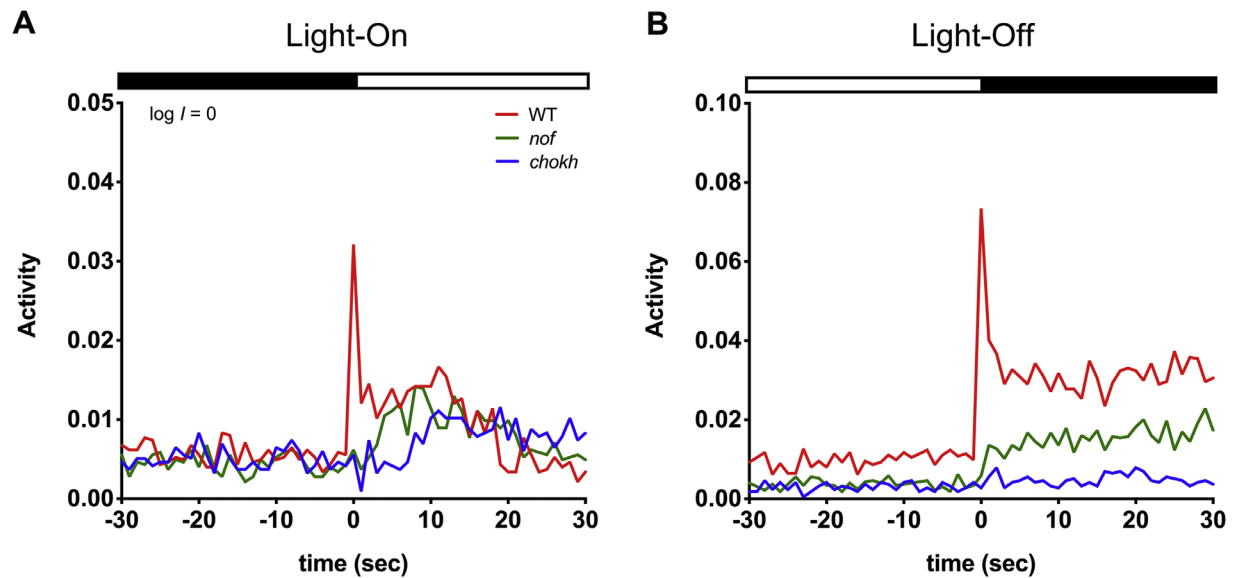 A
Light-On
log I = 0
WT
nof
chokh
0.05
0.04
0.03
0.02
0.01
0.00
Activity
-30
-20
-10
0
10
20
30
time (sec)
B
Light-Off
0.10
0.08
0.06
0.04
0.02
0.00
Activity
-30
-20
-10
0
10
20
30
time (sec)